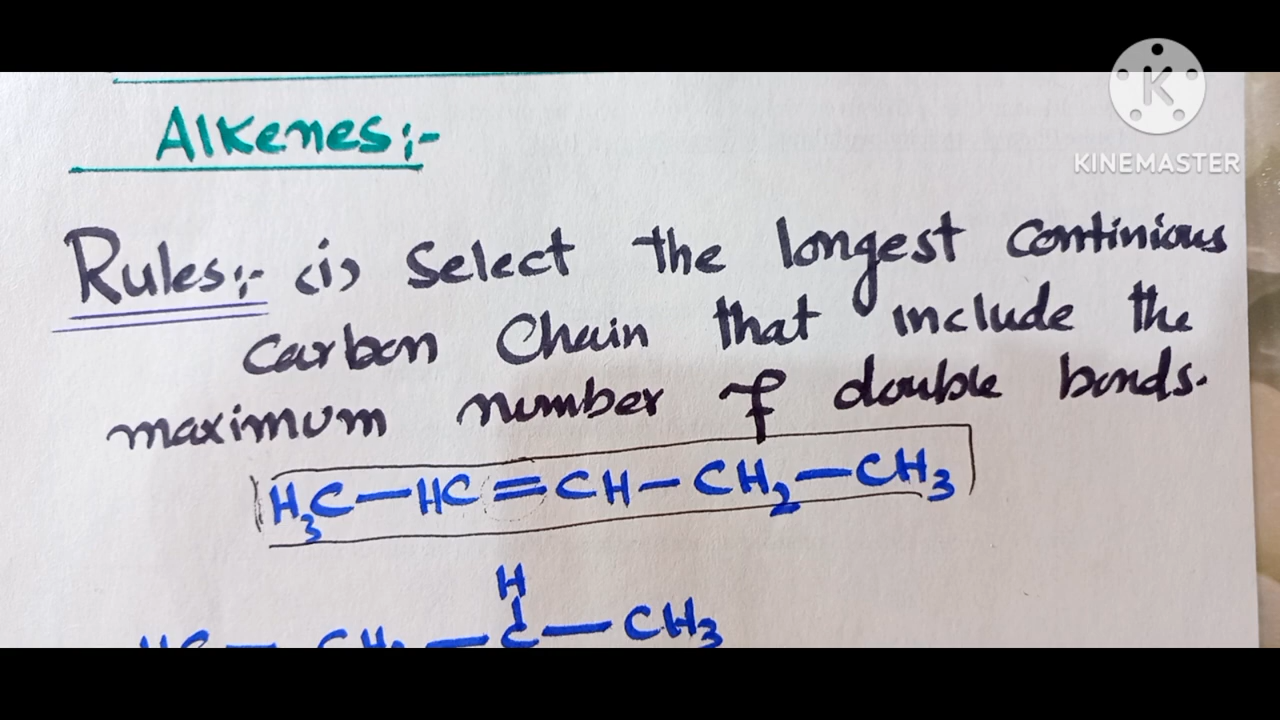 Alkenes:-
Rules:- (i) Select the longest continious
carbon Chain that include the
maximum number of double bonds.
H3C-HC=CH-CH2-CH3
H
C-CH3
KINEMASTER